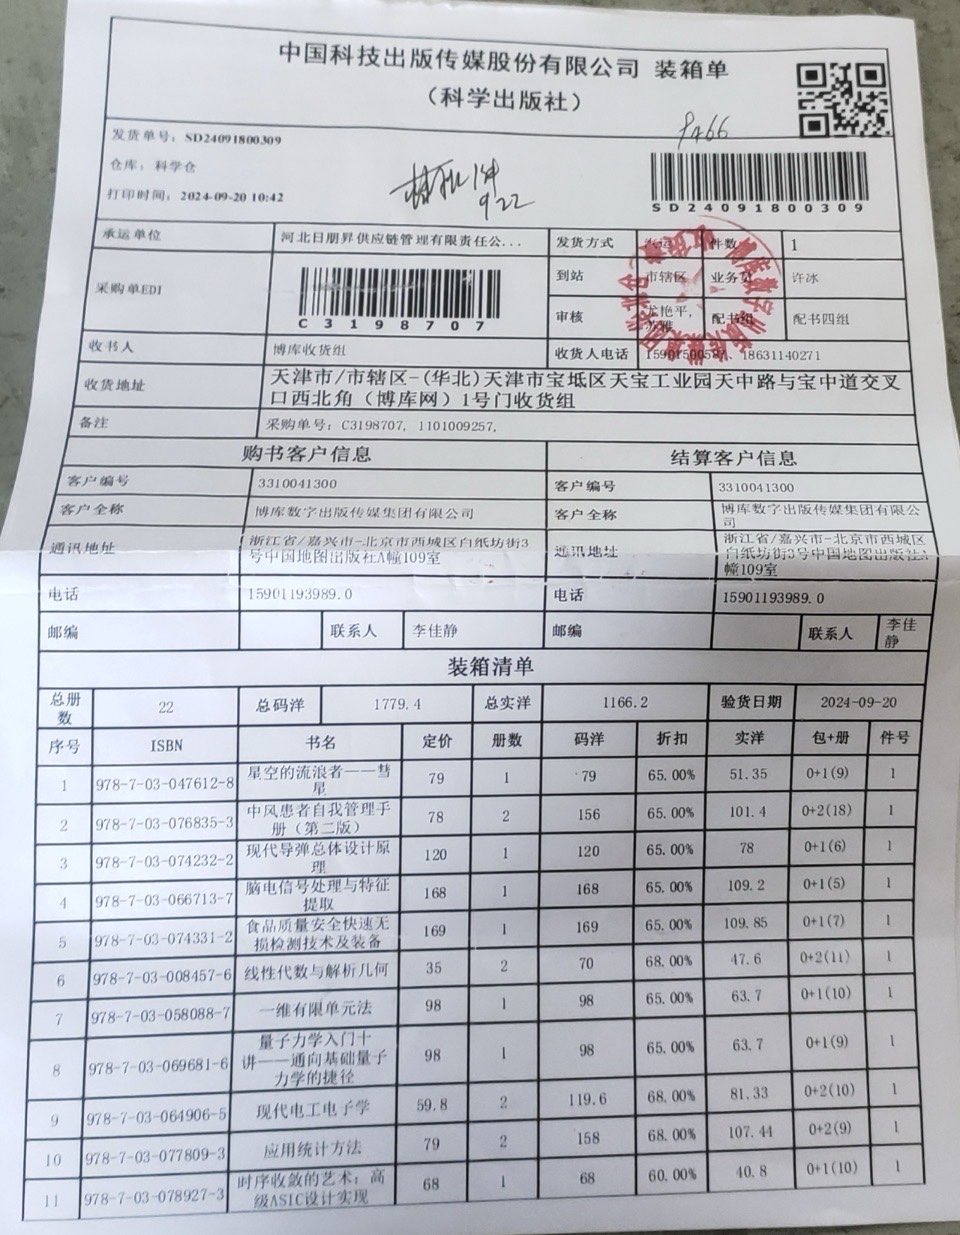 中国科技出版传媒股份有限公司 装箱单
（科学出版社）
发货单号：SD24091800309
仓库：科学仓
打印时间：2024-09-20 10:42
9466
9.22
SD24091800309
承运单位 河北日朋昇供应链管理有限责任公... 发货方式 汽运 件数 1
采购单EDI C3198707 到站 市辖区 业务员 许冰
审核 配书组 配书四组
收书人 博库收货组 收货人电话 18631140271
收货地址 天津市/市辖区-(华北)天津市宝坻区天宝工业园天中路与宝中道交叉
口西北角（博库网）1号门收货组
备注 采购单号：C3198707, 1101009257,
购书客户信息 结算客户信息
客户编号 3310041300 客户编号 3310041300
客户全称 博库数字出版传媒集团有限公司 客户全称 博库数字出版传媒集团有限公
司
通讯地址 浙江省/嘉兴市-北京市西城区白纸坊街3 通讯地址 浙江省/嘉兴市-北京市西城区
号中国地图出版社A幢109室 白纸坊街3号中国地图出版社A
幢109室
电话 15901193989.0 电话 15901193989.0
邮编 联系人 李佳静 邮编 联系人 李佳
静
装箱清单
总册 22 总码洋 1779.4 总实洋 1166.2 验货日期 2024-09-20
数
序号 ISBN 书名 定价 册数 码洋 折扣 实洋 包+册 件号
1 978-7-03-047612-8 星空的流浪者——彗 79 1 79 65.00% 51.35 0+1(9) 1
星
2 978-7-03-076835-3 中风患者自我管理手 78 2 156 65.00% 101.4 0+2(18) 1
册（第二版）
3 978-7-03-074232-2 现代导弹总体设计原 120 1 120 65.00% 78 0+1(6) 1
理
4 978-7-03-066713-7 脑电信号处理与特征 168 1 168 65.00% 109.2 0+1(5) 1
提取
5 978-7-03-074331-2 食品质量安全快速无 169 1 169 65.00% 109.85 0+1(7) 1
损检测技术及装备
6 978-7-03-008457-6 线性代数与解析几何 35 2 70 68.00% 47.6 0+2(11) 1
7 978-7-03-058088-7 一维有限单元法 98 1 98 65.00% 63.7 0+1(10) 1
8 978-7-03-069681-6 量子力学入门十 98 1 98 65.00% 63.7 0+1(9) 1
讲——通向基础量子
力学的捷径
9 978-7-03-064906-5 现代电工电子学 59.8 2 119.6 68.00% 81.33 0+2(10) 1
10 978-7-03-077809-3 应用统计方法 79 2 158 68.00% 107.44 0+2(9) 1
11 978-7-03-078927-3 时序收敛的艺术：高 68 1 68 60.00% 40.8 0+1(10) 1
级ASIC设计实现